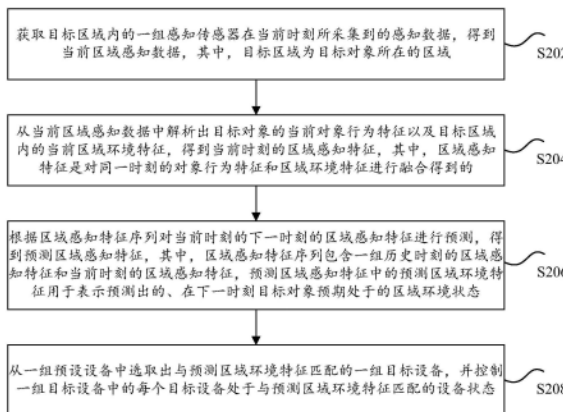 获取目标区域内的一组感知传感器在当前时刻所采集到的感知数据，得到
当前区域感知数据，其中，目标区域为目标对象所在的区域
S202
从当前区域感知数据中解析出目标对象的当前对象行为特征以及目标区域
内的当前区域环境特征，得到当前时刻的区域感知特征，其中，区域感知
特征是对同一时刻的对象行为特征和区域环境特征进行融合得到的
S204
根据区域感知特征序列对当前时刻的下一时刻的区域感知特征进行预测，得
到预测区域感知特征，其中，区域感知特征序列包含一组历史时刻的区域感
知特征和当前时刻的区域感知特征，预测区域感知特征中的预测区域环境特
征用于表示预测出的、在下一时刻目标对象预期处于的区域环境状态
S206
从一组预设设备中选取出与预测区域环境特征匹配的一组目标设备，并控制
一组目标设备中的每个目标设备处于与预测区域环境特征匹配的设备状态
S208